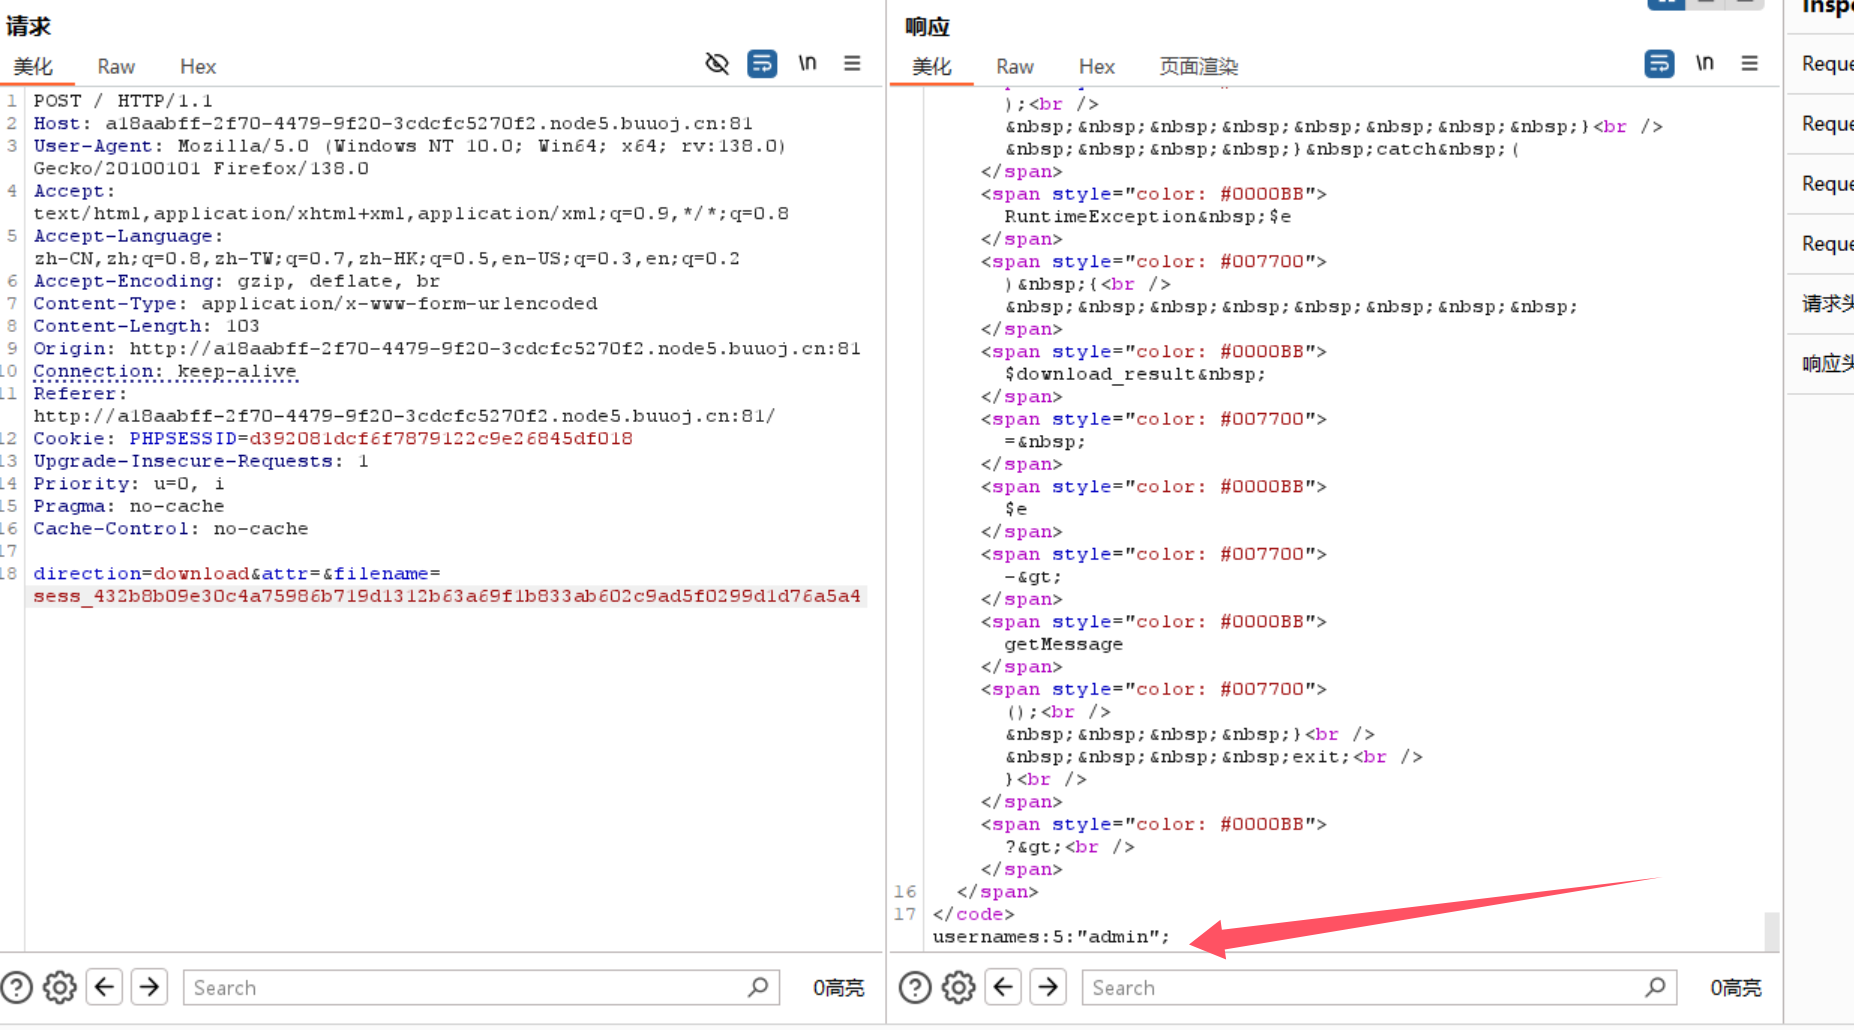 请求
美化 Raw Hex
\n
1 POST / HTTP/1.1
2 Host: a18aabff-2f70-4479-9f20-3cdcfc5270f2.node5.buuoj.cn:81
3 User-Agent: Mozilla/5.0 (Windows NT 10.0; Win64; x64; rv:138.0)
Gecko/20100101 Firefox/138.0
4 Accept:
text/html,application/xhtml+xml,application/xml;q=0.9,*/*;q=0.8
5 Accept-Language:
zh-CN,zh;q=0.8,zh-TW;q=0.7,zh-HK;q=0.5,en-US;q=0.3,en;q=0.2
6 Accept-Encoding: gzip, deflate, br
7 Content-Type: application/x-www-form-urlencoded
8 Content-Length: 103
9 Origin: http://a18aabff-2f70-4479-9f20-3cdcfc5270f2.node5.buuoj.cn:81
10 Connection: keep-alive
11 Referer:
http://a18aabff-2f70-4479-9f20-3cdcfc5270f2.node5.buuoj.cn:81/
12 Cookie: PHPSESSID=d392081dcf6f7879122c9e26845df018
13 Upgrade-Insecure-Requests: 1
14 Priority: u=0, i
15 Pragma: no-cache
16 Cache-Control: no-cache
17
18 direction=download&attr=&filename=
sess_432b8b09e30c4a75986b719d1312b63a69f1b833ab602c9ad5f0299d1d76a5a4
Search
0高亮
响应
美化 Raw Hex 页面渲染
\n
);<br />
&nbsp;&nbsp;&nbsp;&nbsp;&nbsp;&nbsp;&nbsp;&nbsp;}<br />
&nbsp;&nbsp;&nbsp;&nbsp;}&nbsp;catch&nbsp;(
</span>
<span style="color: #0000BB">
RuntimeException&nbsp;$e
</span>
<span style="color: #007700">
)&nbsp;{<br />
&nbsp;&nbsp;&nbsp;&nbsp;&nbsp;&nbsp;&nbsp;&nbsp;
</span>
<span style="color: #0000BB">
$download_result&nbsp;
</span>
<span style="color: #007700">
=&nbsp;
</span>
<span style="color: #0000BB">
$e
</span>
<span style="color: #007700">
-&gt;
</span>
<span style="color: #0000BB">
getMessage
</span>
<span style="color: #007700">
();<br />
&nbsp;&nbsp;&nbsp;&nbsp;}<br />
&nbsp;&nbsp;&nbsp;&nbsp;exit;<br />
}<br />
</span>
<span style="color: #0000BB">
?&gt;<br />
</span>
16 </span>
17 </code>
usernames:5:"admin";
Search
0高亮
Inspe
Reque
Reque
Reque
Reque
请求头
响应头